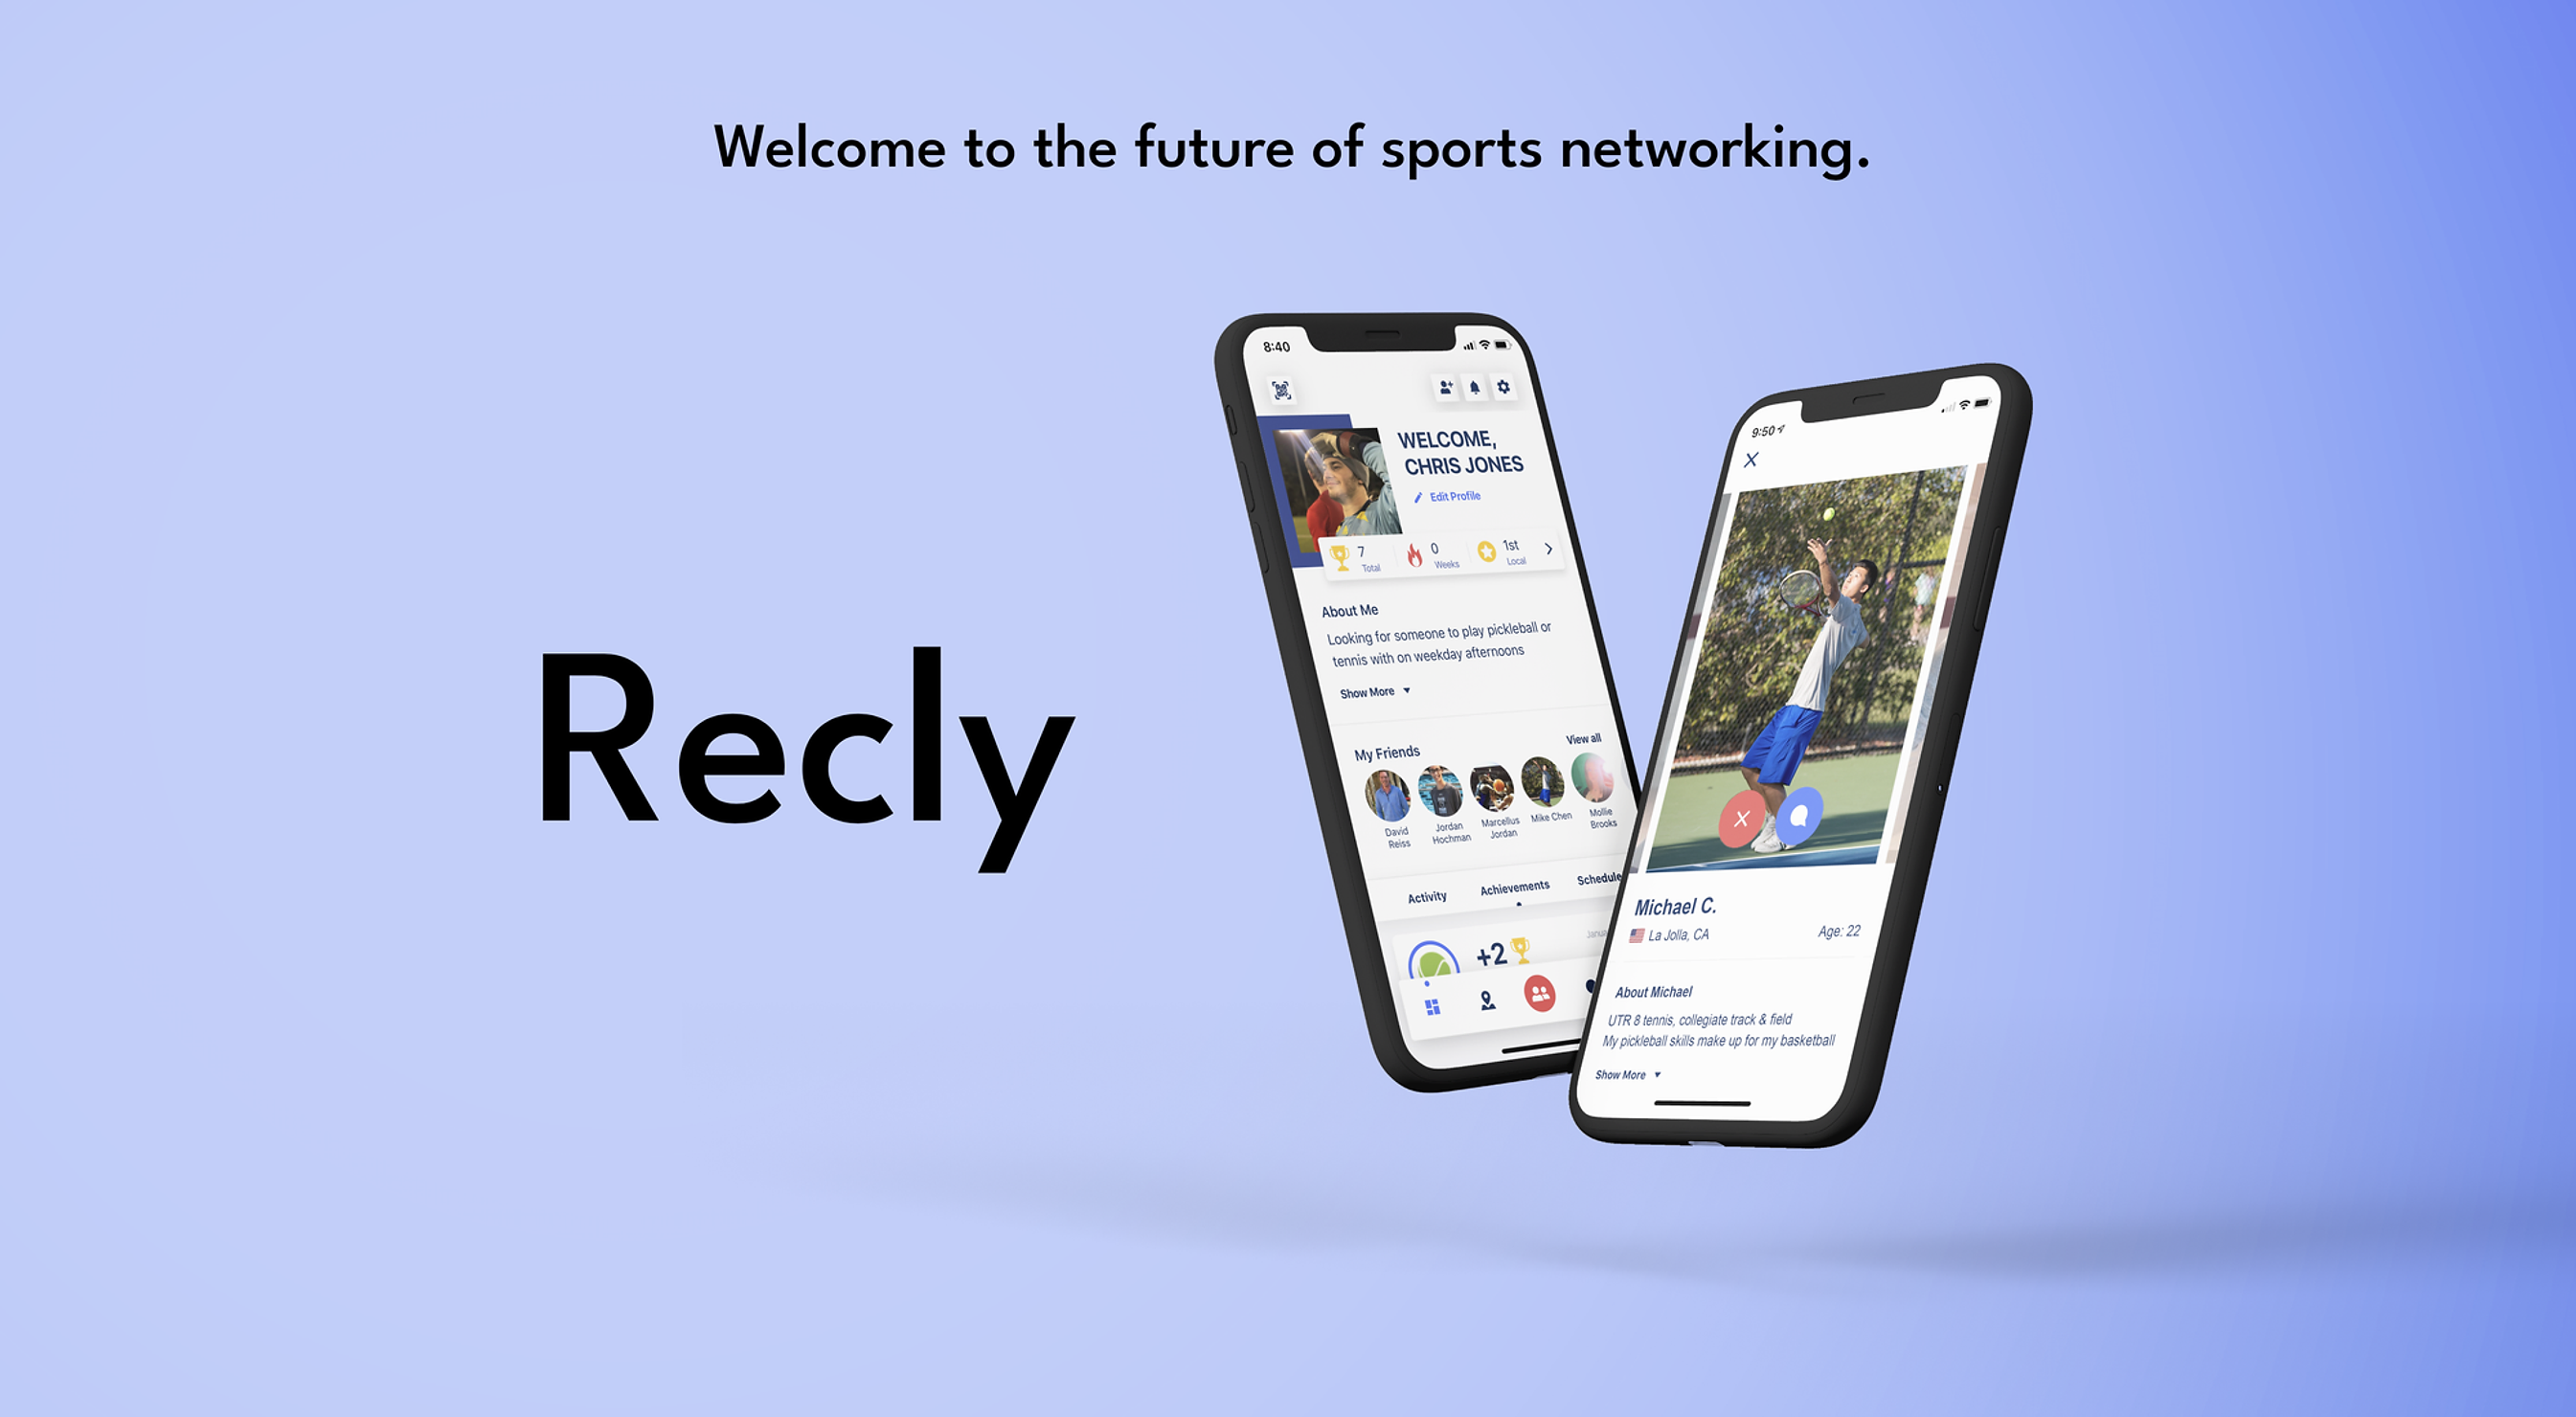 Welcome to the future of sports networking.
Recly
8:40
WELCOME,
CHRIS JONES
Edit Profile
7
Total
0
Weeks
1st
Local
About Me
Looking for someone to play pickleball or
tennis with on weekday afternoons
Show More
My Friends
View all
David
Reiss
Jordan
Hochman
Marcellus
Jordan
Mike Chen
Mollie
Brooks
Activity
Achievements
Schedule
+2
9:50
Michael C.
La Jolla, CA
Age: 22
About Michael
UTR 8 tennis, collegiate track & field
My pickleball skills make up for my basketball
Show More